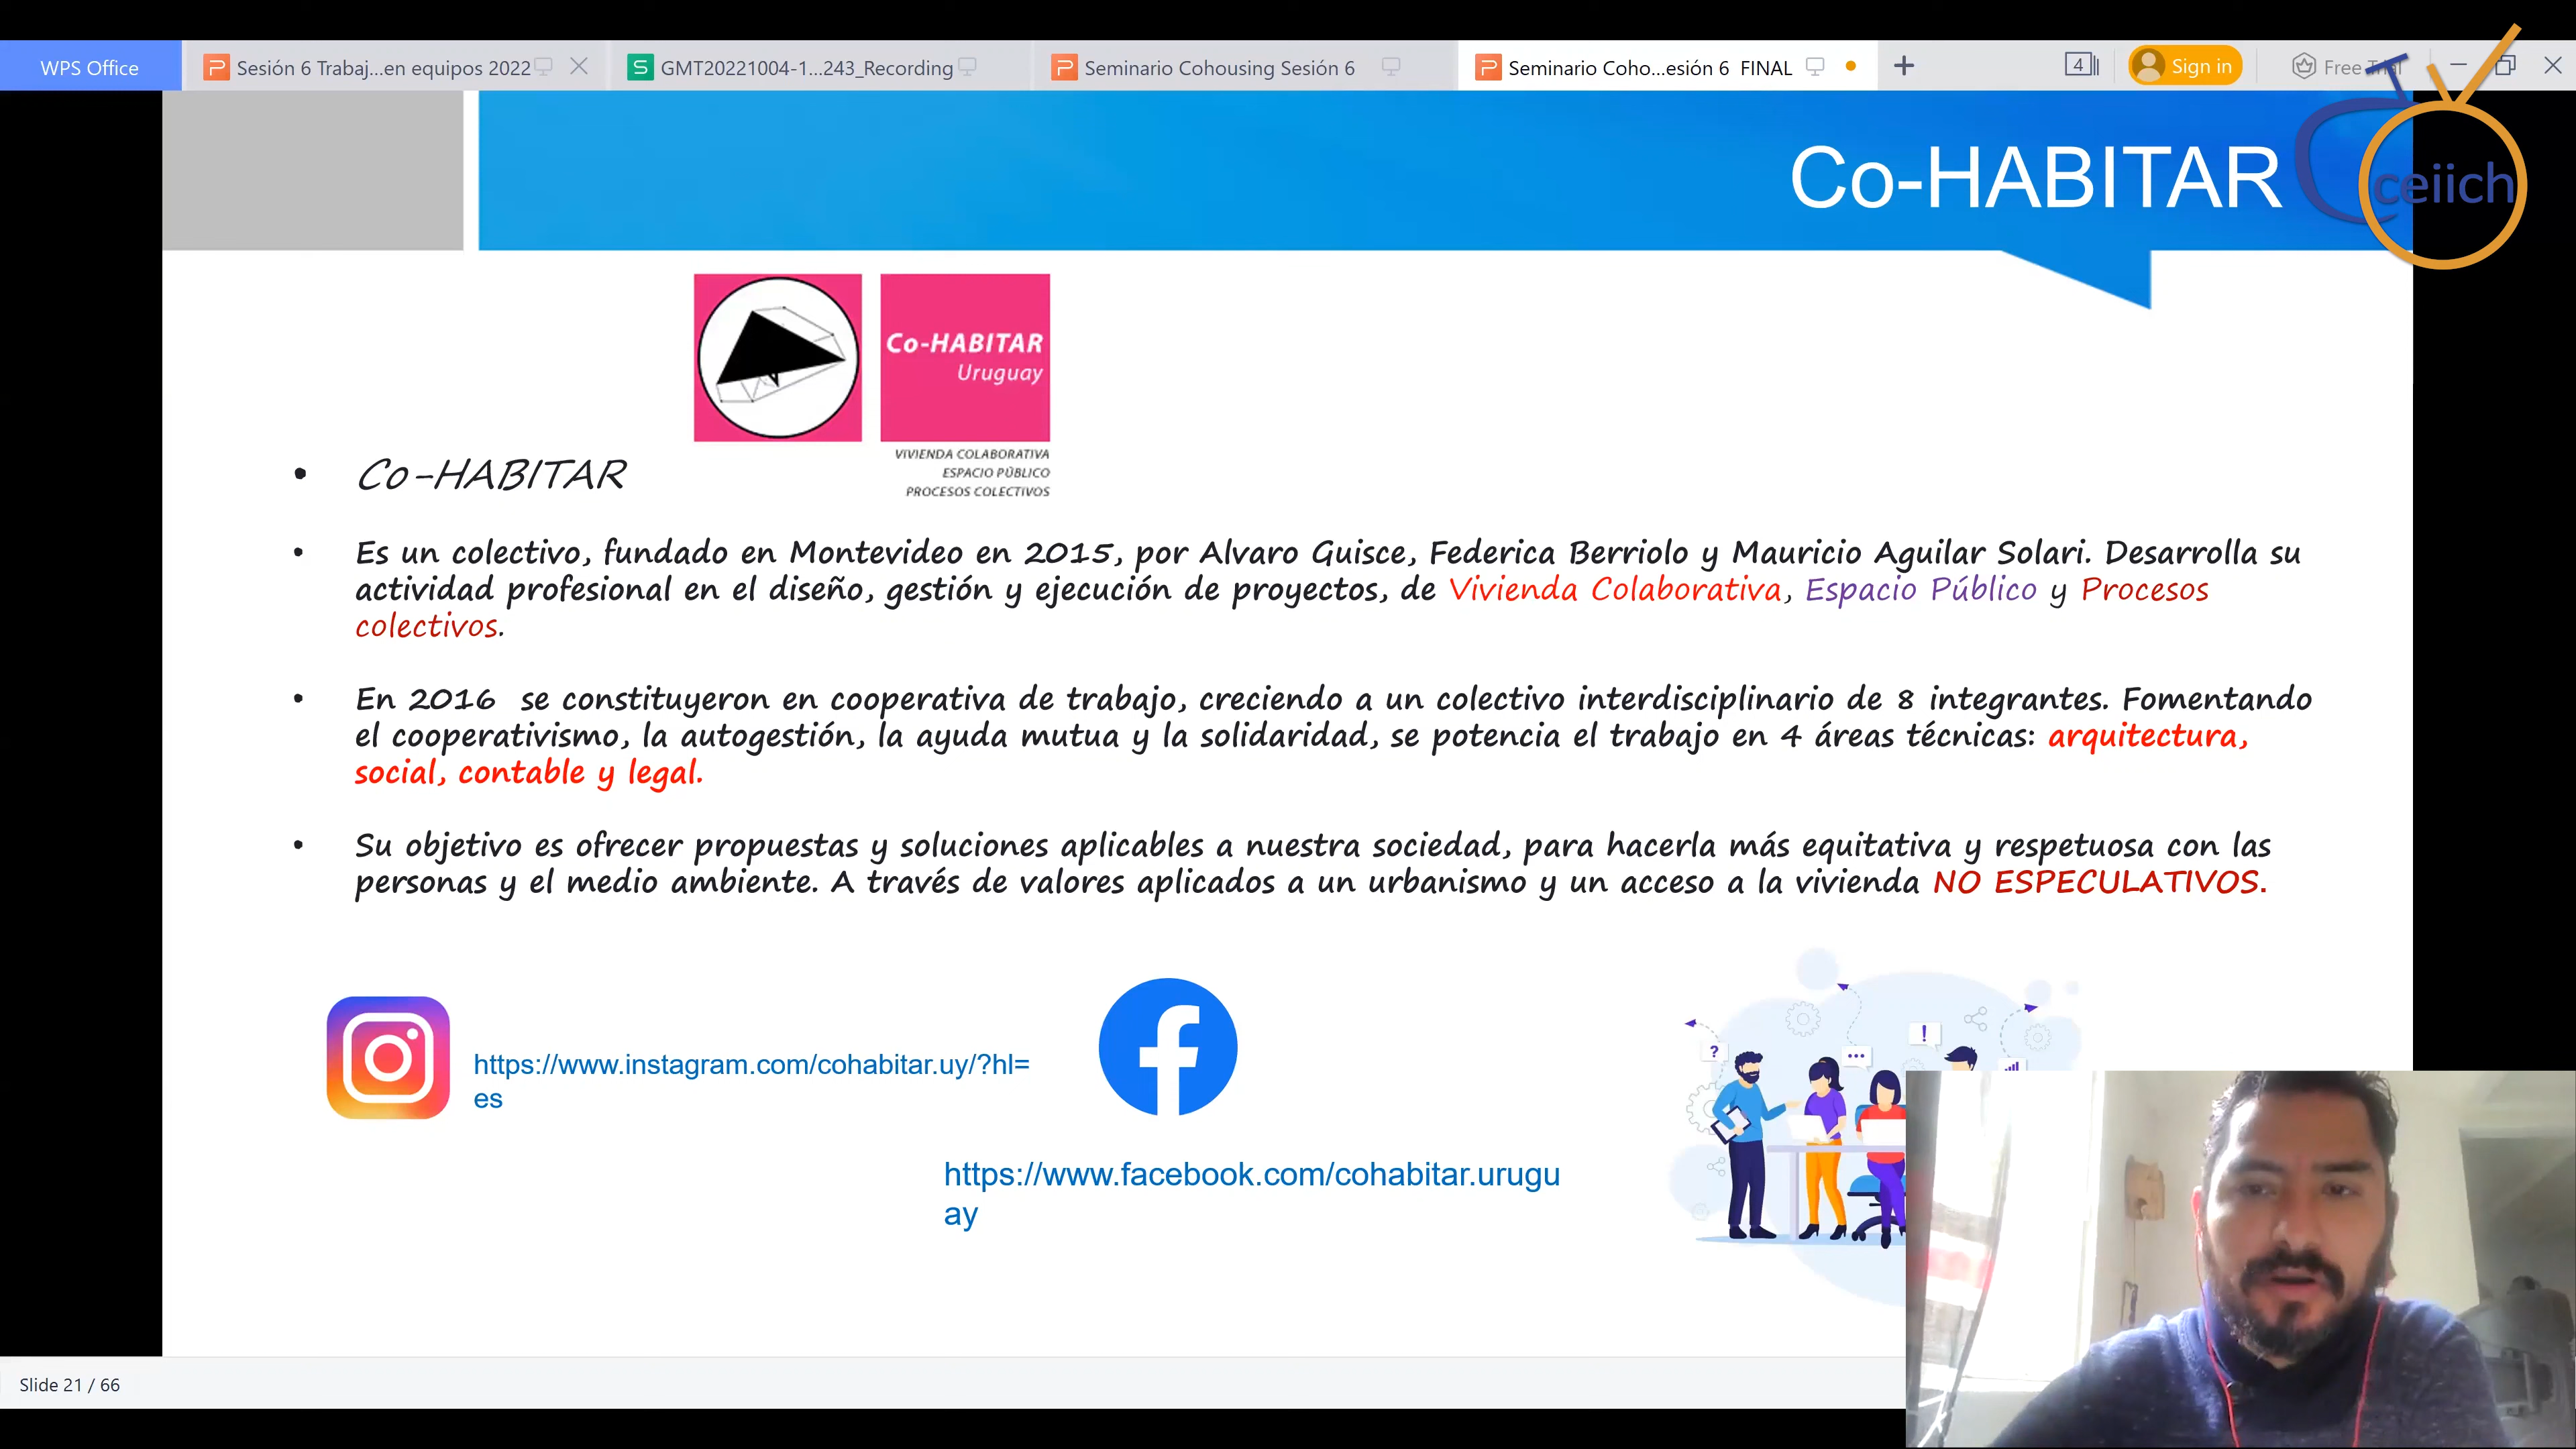 WPS Office
Sesión 6 Trabaj...en equipos 2022
GMT20221004-1...243_Recording
Seminario Cohousing Sesión 6
Seminario Coho...esión 6 FINAL
4
Sign in
Free Trial
Co-HABITAR
ceiich
Co-HABITAR
Uruguay
VIVIENDA COLABORATIVA
ESPACIO PÚBLICO
PROCESOS COLECTIVOS
• Co-HABITAR
• Es un colectivo, fundado en Montevideo en 2015, por Alvaro Guisce, Federica Berriolo y Mauricio Aguilar Solari. Desarrolla su
actividad profesional en el diseño, gestión y ejecución de proyectos, de Vivienda Colaborativa, Espacio Público y Procesos
colectivos.
• En 2016 se constituyeron en cooperativa de trabajo, creciendo a un colectivo interdisciplinario de 8 integrantes. Fomentando
el cooperativismo, la autogestión, la ayuda mutua y la solidaridad, se potencia el trabajo en 4 áreas técnicas: arquitectura,
social, contable y legal.
• Su objetivo es ofrecer propuestas y soluciones aplicables a nuestra sociedad, para hacerla más equitativa y respetuosa con las
personas y el medio ambiente. A través de valores aplicados a un urbanismo y un acceso a la vivienda NO ESPECULATIVOS.
https://www.instagram.com/cohabitar.uy/?hl=
es
https://www.facebook.com/cohabitar.urugu
ay
Slide 21 / 66